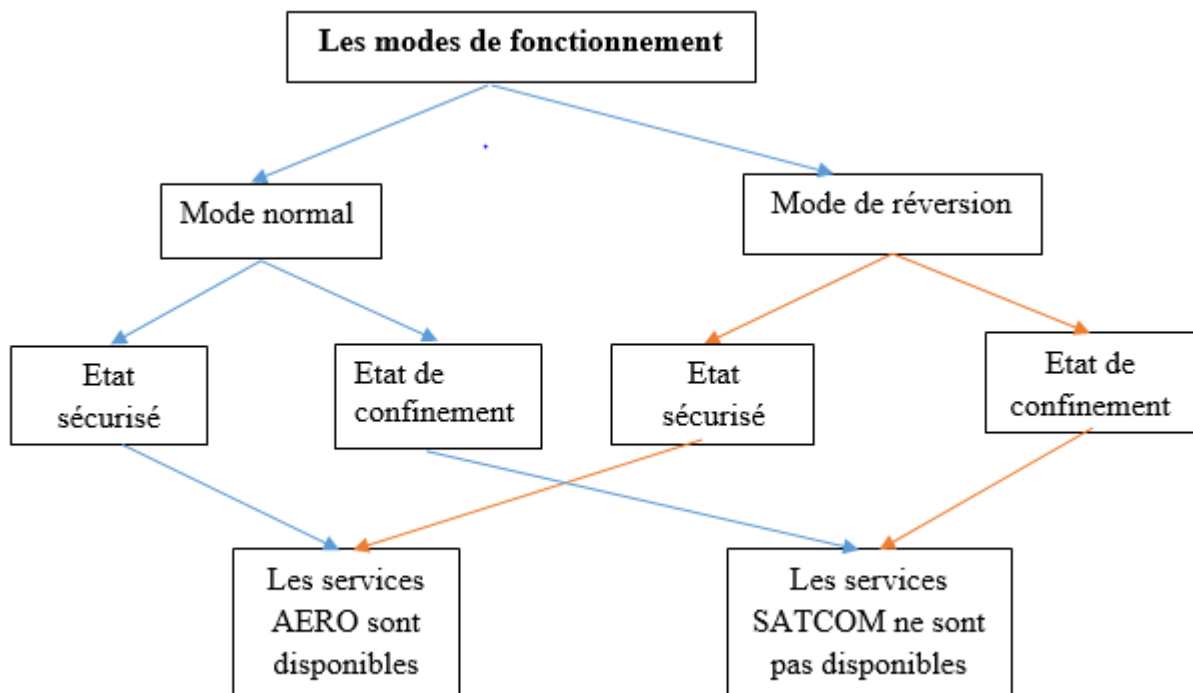 Les modes de fonctionnement
Mode normal
Mode de réversion
Etat
sécurisé
Etat de
confinement
Etat
sécurisé
Etat de
confinement
Les services
AERO sont
disponibles
Les services
SATCOM ne sont
pas disponibles